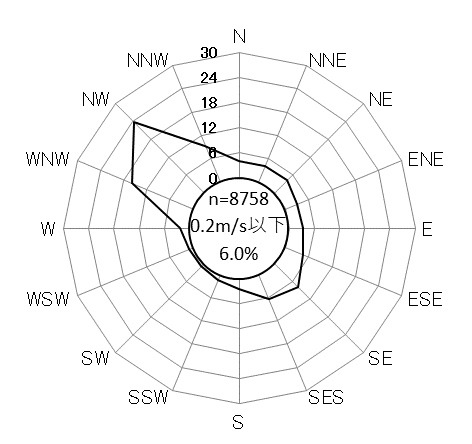 N
NNW
30
NNE
24
NW
NE
18
12
WNW
6
ENE
0
n=8758
W
0.2m/s以下
E
6.0%
WSW
ESE
SW
SE
SSW
SES
S